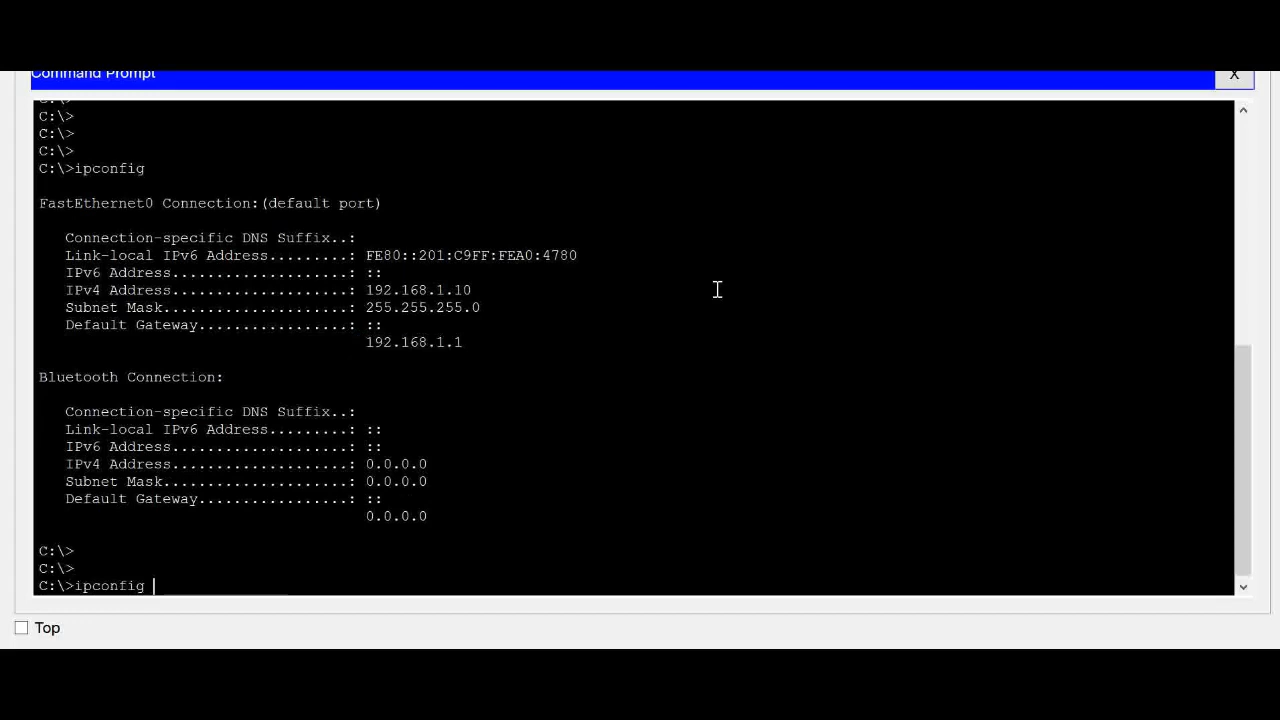 Command Prompt
X
C:\>
C:\>
C:\>
C:\>
C:\>ipconfig
FastEthernet0 Connection:(default port)
Connection-specific DNS Suffix..:
Link-local IPv6 Address.........: FE80::201:C9FF:FEA0:4780
IPv6 Address....................: ::
IPv4 Address....................: 192.168.1.10
Subnet Mask.....................: 255.255.255.0
Default Gateway.................: ::
192.168.1.1
Bluetooth Connection:
Connection-specific DNS Suffix..:
Link-local IPv6 Address.........: ::
IPv6 Address....................: ::
IPv4 Address....................: 0.0.0.0
Subnet Mask.....................: 0.0.0.0
Default Gateway.................: ::
0.0.0.0
C:\>
C:\>
C:\>ipconfig
Top